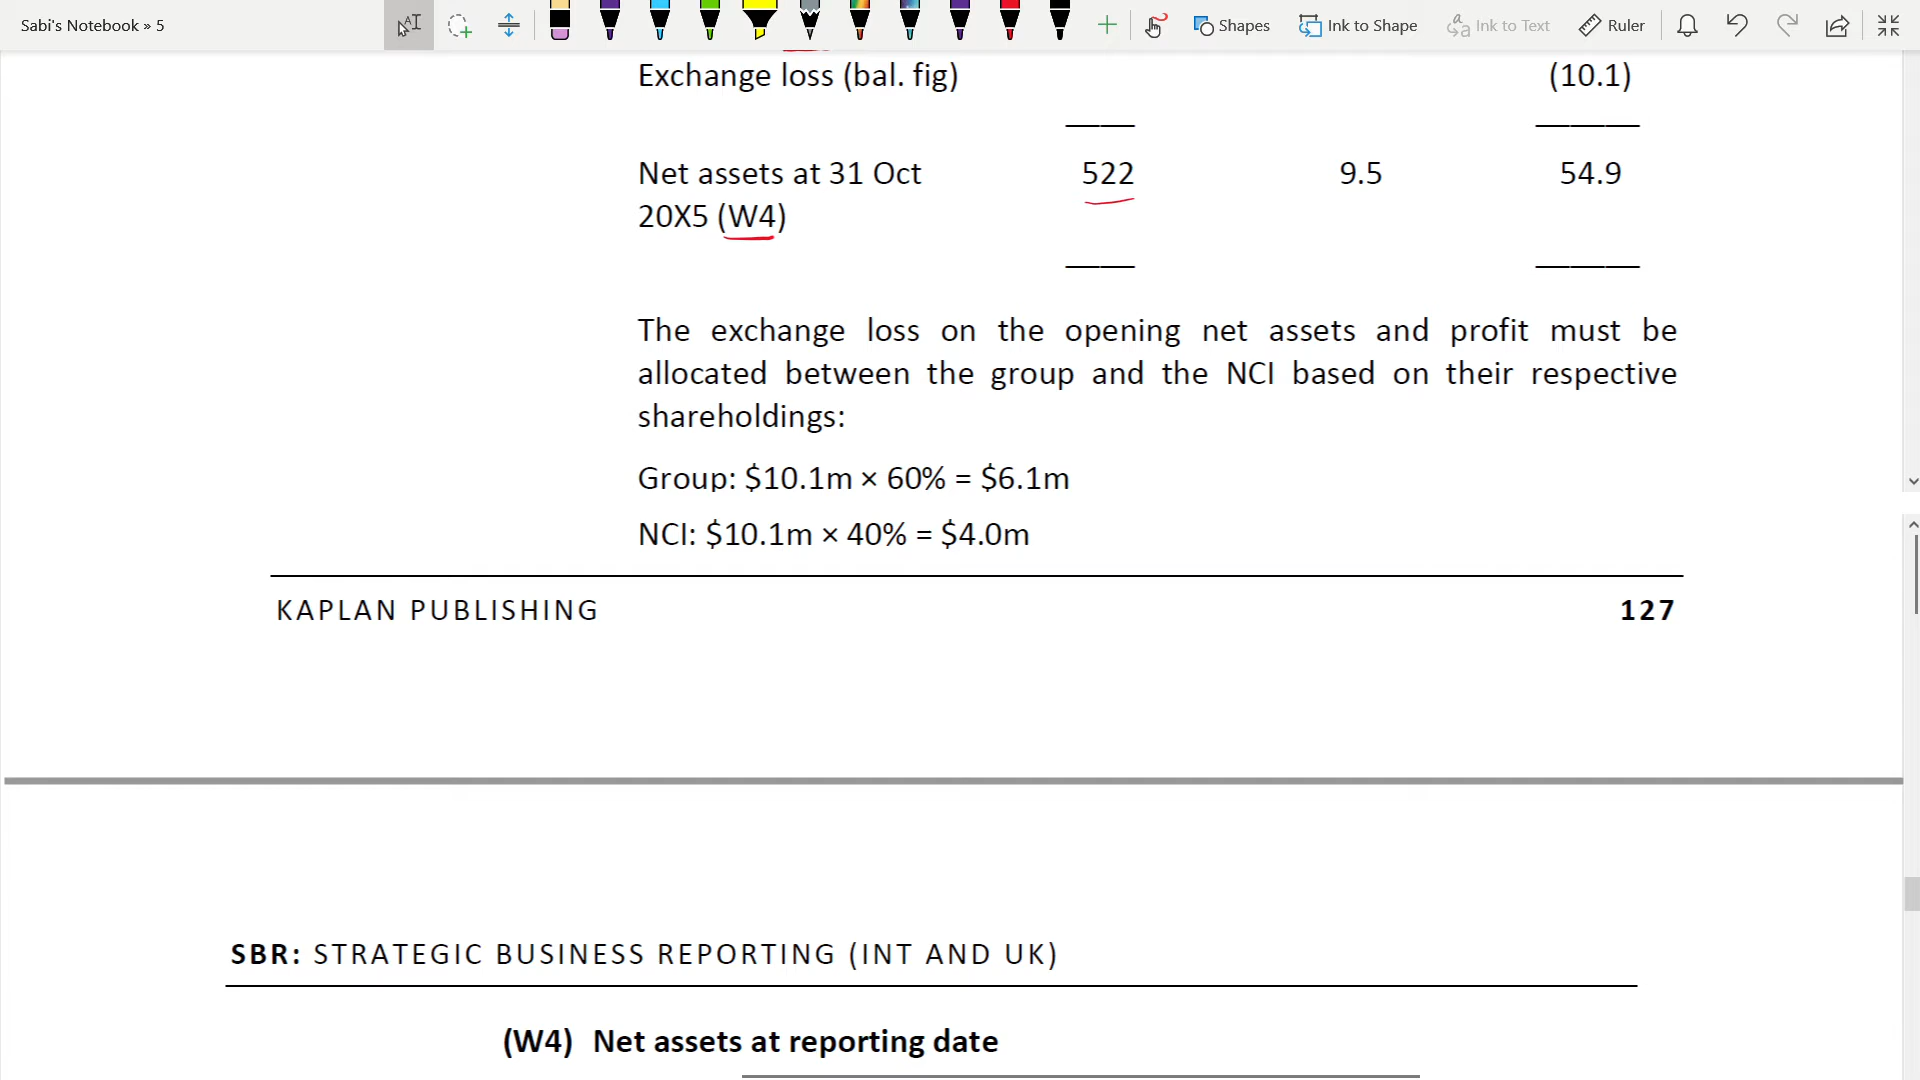 Sabi's Notebook » 5
Shapes
Ink to Shape
Ink to Text
Ruler
Exchange loss (bal. fig) (10.1)
Net assets at 31 Oct 522 9.5 54.9
20X5 (W4)
The exchange loss on the opening net assets and profit must be
allocated between the group and the NCI based on their respective
shareholdings:
Group: $10.1m × 60% = $6.1m
NCI: $10.1m × 40% = $4.0m
KAPLAN PUBLISHING 127
SBR: STRATEGIC BUSINESS REPORTING (INT AND UK)
(W4) Net assets at reporting date